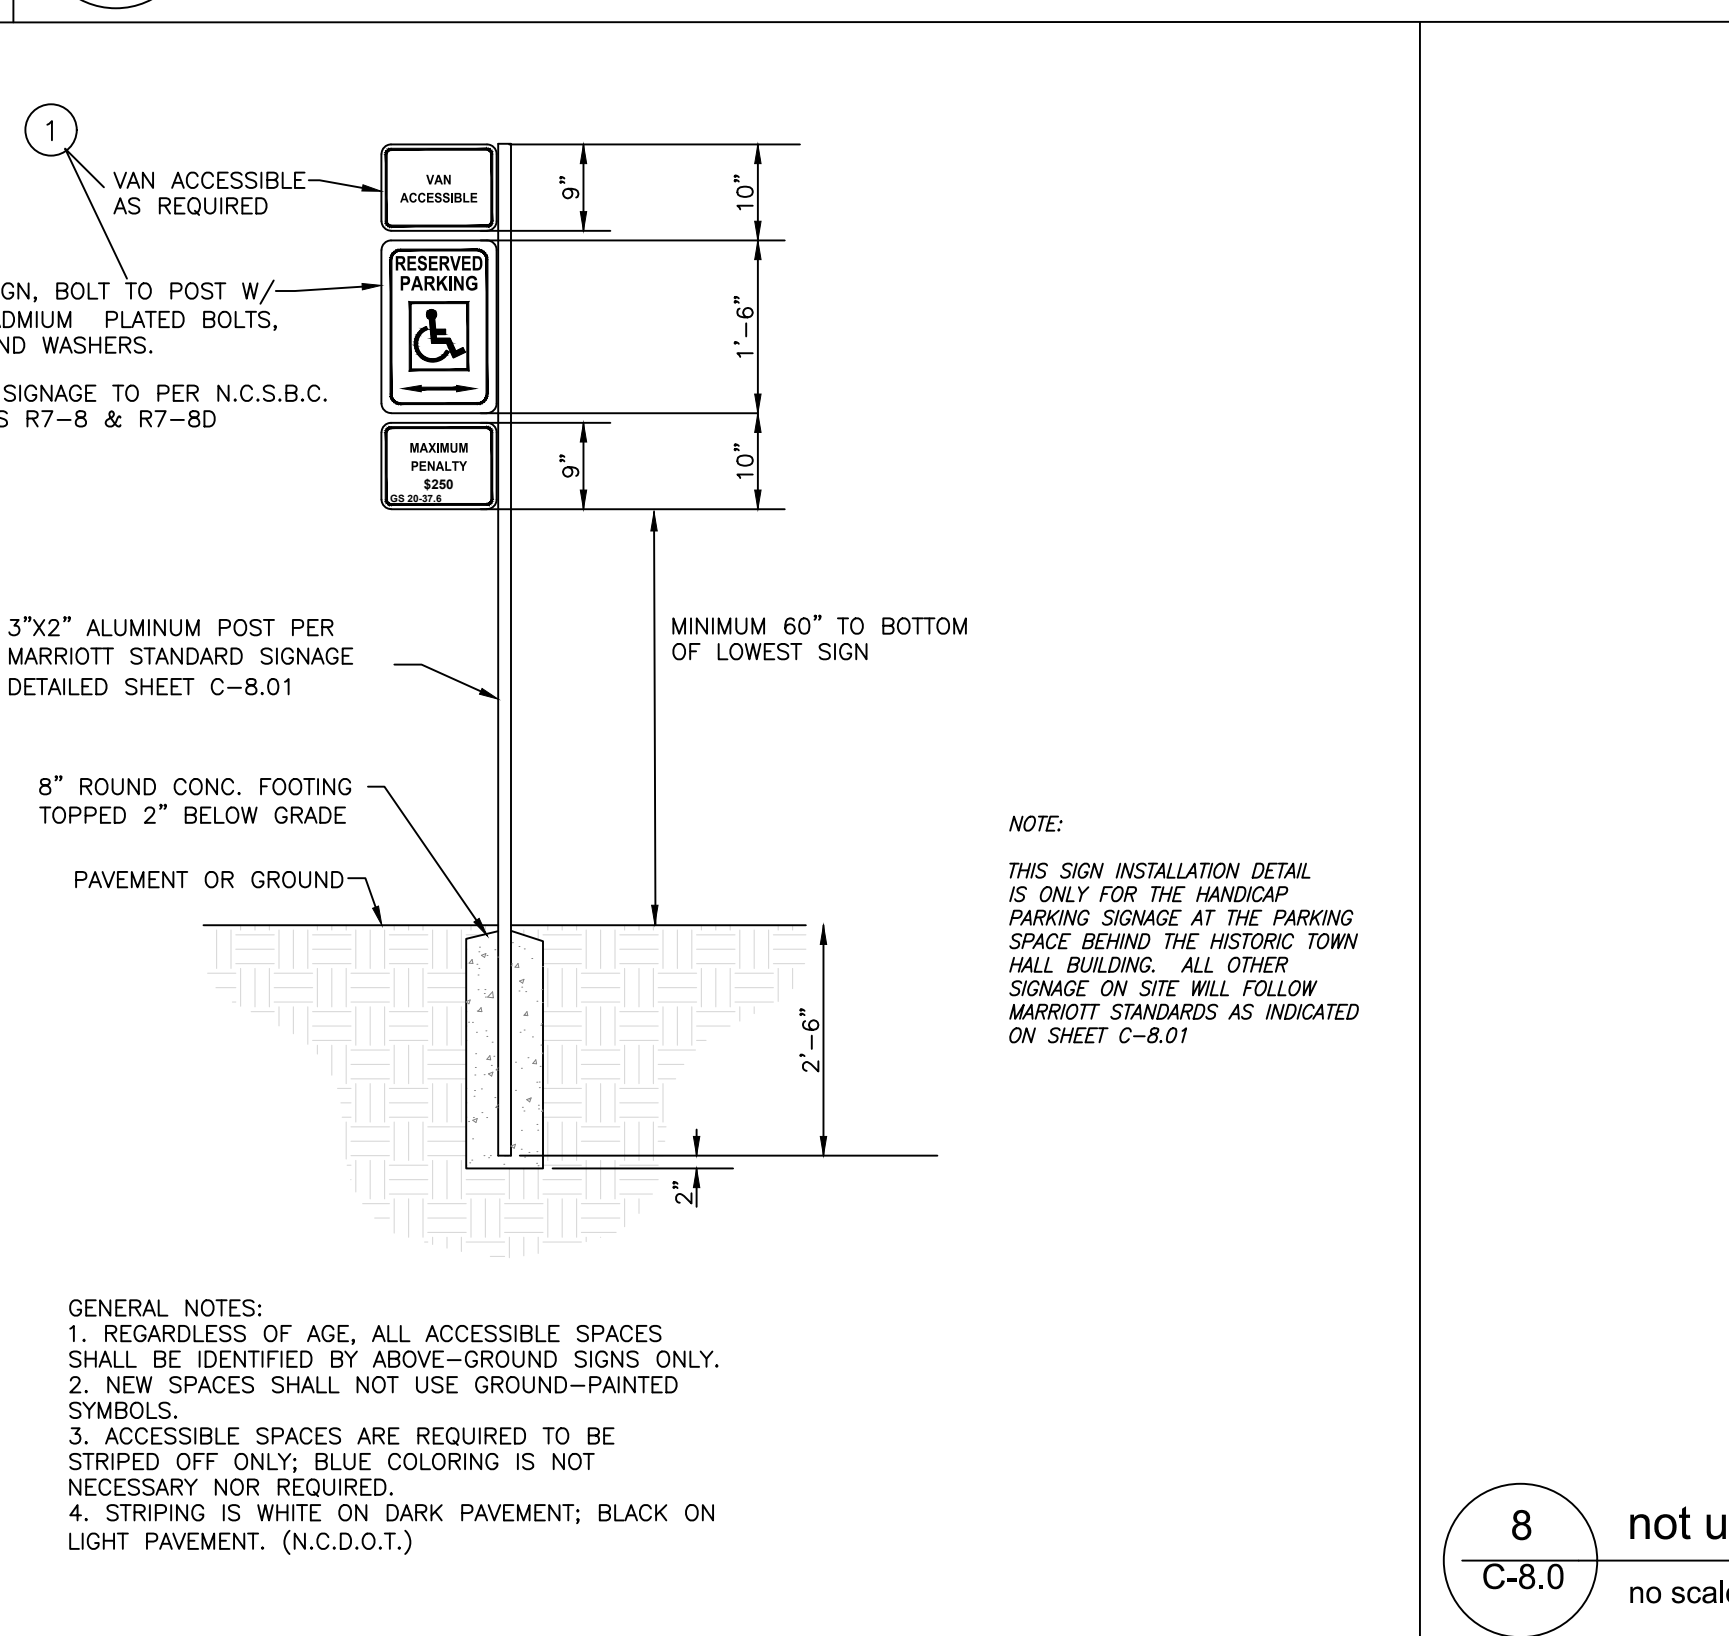 1
VAN ACCESSIBLE
AS REQUIRED
GN, BOLT TO POST W/
DMIUM PLATED BOLTS,
ND WASHERS.
SIGNAGE TO PER N.C.S.B.C.
S R7-8 & R7-8D
VAN
ACCESSIBLE
RESERVED
PARKING
MAXIMUM
PENALTY
$250
GS 20-37.6
9"
10"
1'-6"
9"
10"
3"X2" ALUMINUM POST PER
MARRIOTT STANDARD SIGNAGE
DETAILED SHEET C-8.01
MINIMUM 60" TO BOTTOM
OF LOWEST SIGN
8" ROUND CONC. FOOTING
TOPPED 2" BELOW GRADE
PAVEMENT OR GROUND
2'-6"
2"
NOTE:
THIS SIGN INSTALLATION DETAIL
IS ONLY FOR THE HANDICAP
PARKING SIGNAGE AT THE PARKING
SPACE BEHIND THE HISTORIC TOWN
HALL BUILDING. ALL OTHER
SIGNAGE ON SITE WILL FOLLOW
MARRIOTT STANDARDS AS INDICATED
ON SHEET C-8.01
GENERAL NOTES:
1. REGARDLESS OF AGE, ALL ACCESSIBLE SPACES
SHALL BE IDENTIFIED BY ABOVE-GROUND SIGNS ONLY.
2. NEW SPACES SHALL NOT USE GROUND-PAINTED
SYMBOLS.
3. ACCESSIBLE SPACES ARE REQUIRED TO BE
STRIPED OFF ONLY; BLUE COLORING IS NOT
NECESSARY NOR REQUIRED.
4. STRIPING IS WHITE ON DARK PAVEMENT; BLACK ON
LIGHT PAVEMENT. (N.C.D.O.T.)
8
C-8.0
not u
no scale